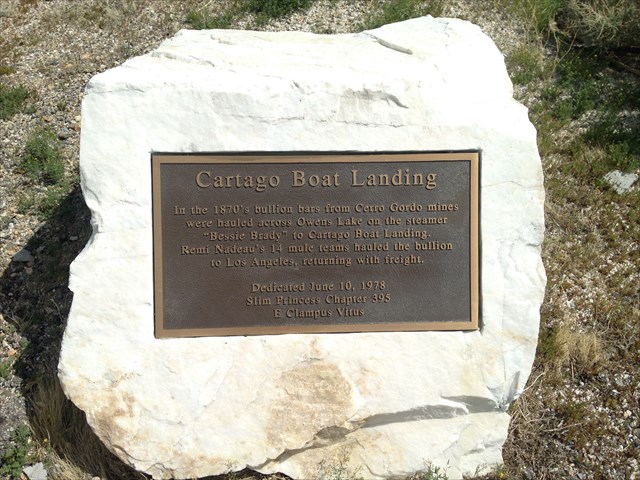 Cartago Boat Landing
In the 1870's bullion bars from Cerro Gordo mines
were hauled across Owens Lake on the steamer
"Bessie Brady" to Cartago Boat Landing.
Remi Nadeau's 14 mule teams hauled the bullion
to Los Angeles, returning with freight.
Dedicated June 10, 1978
Slim Princess Chapter 395
E Clampus Vitus